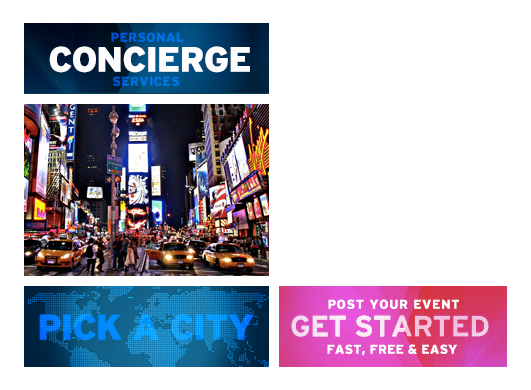 PERSONAL
CONCIERGE
SERVICES
PICK A CITY
POST YOUR EVENT
GET STARTED
FAST, FREE & EASY